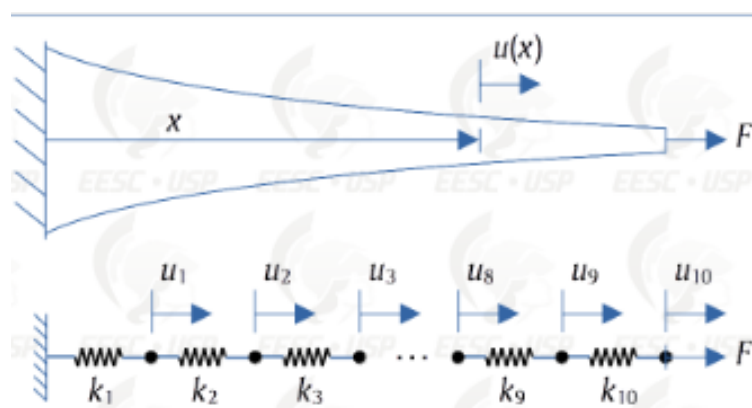 u(x)
x
F
EESC • USP EESC • USP EESC • USP
u₁ u₂ u₃ u₈ u₉ u₁₀
F
k₁ k₂ k₃ ... k₉ k₁₀